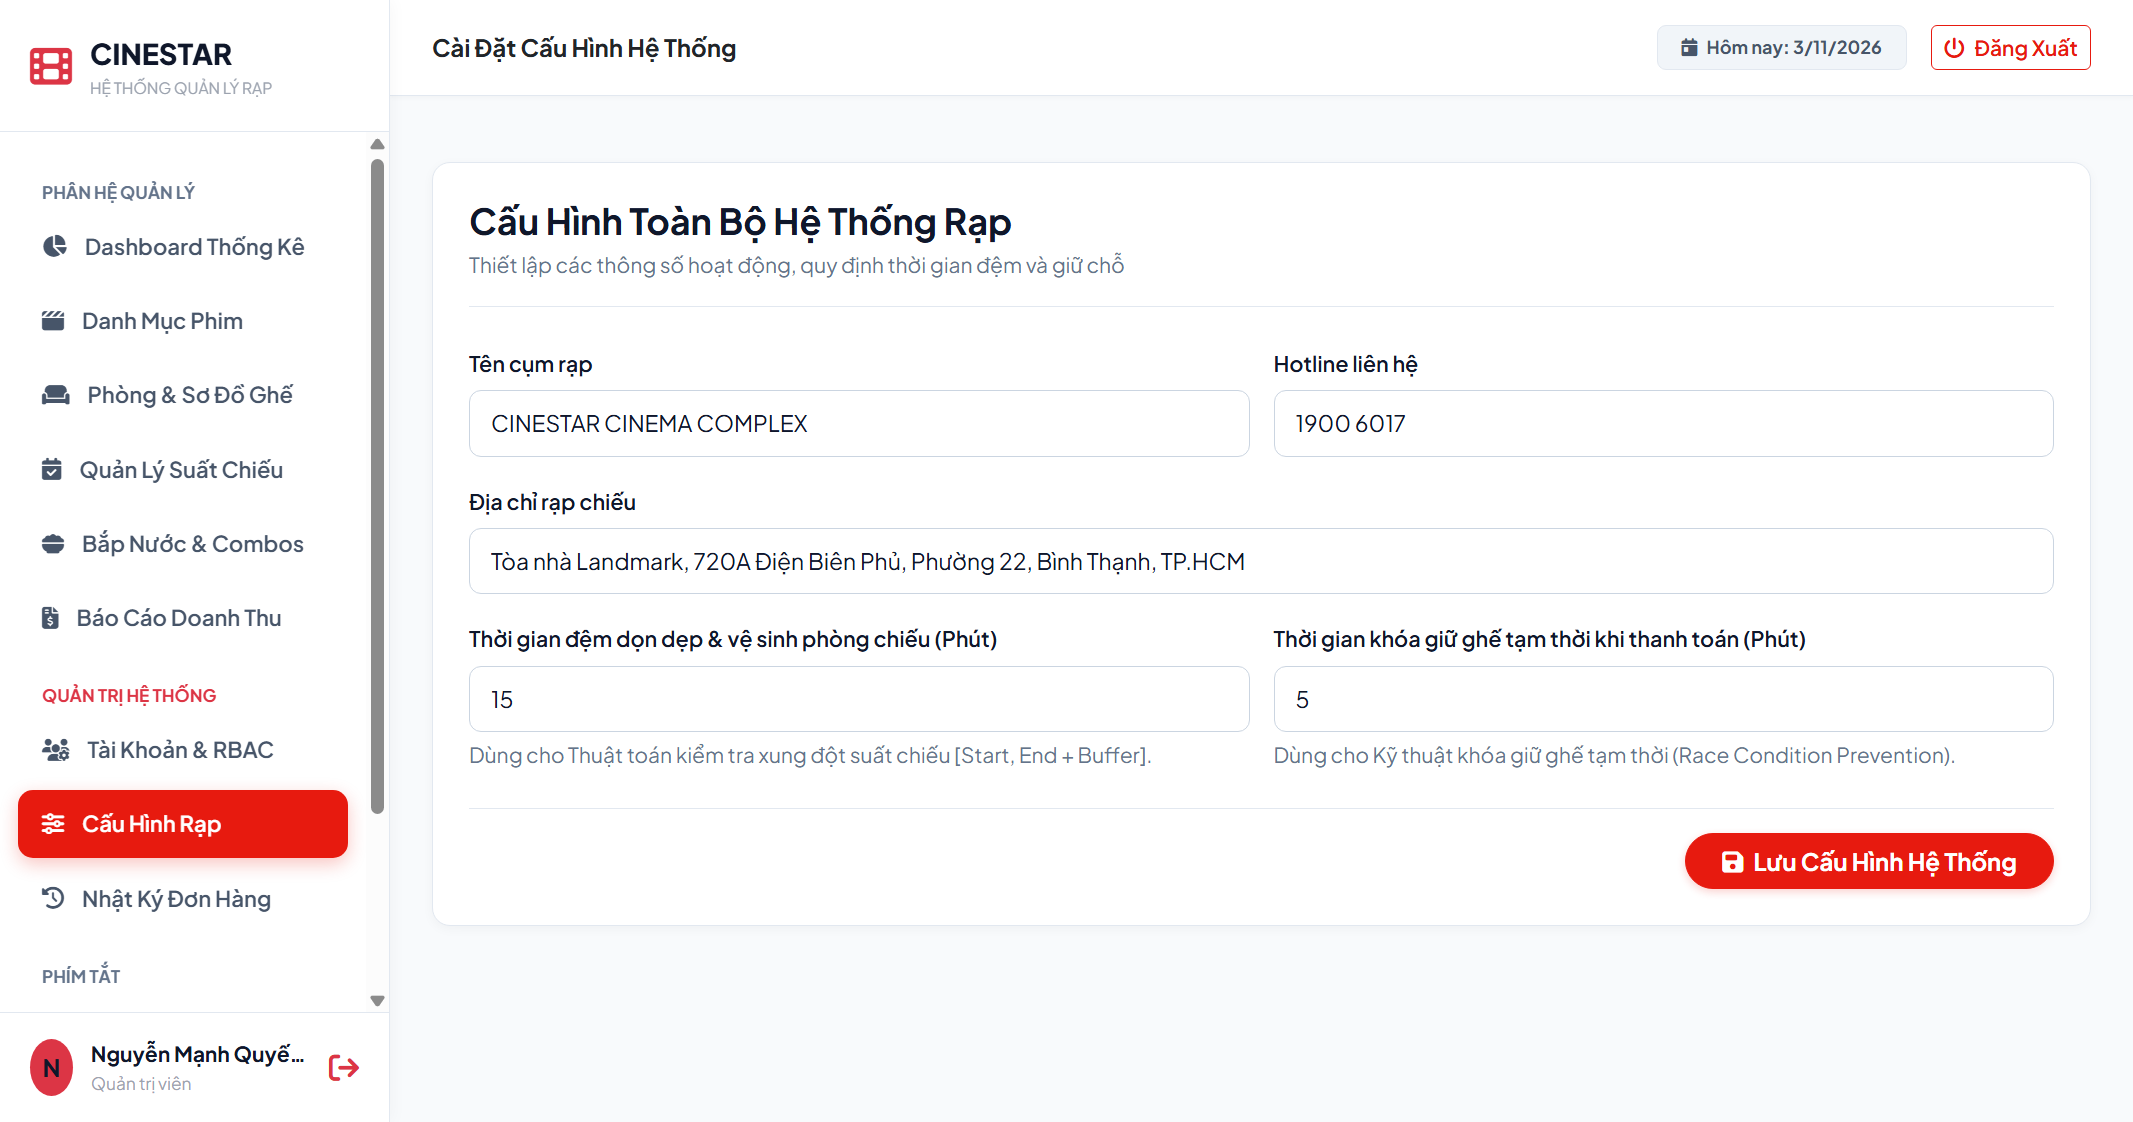 CINESTAR
HỆ THỐNG QUẢN LÝ RẠP
PHÂN HỆ QUẢN LÝ
Dashboard Thống Kê
Danh Mục Phim
Phòng & Sơ Đồ Ghế
Quản Lý Suất Chiếu
Bắp Nước & Combos
Báo Cáo Doanh Thu
QUẢN TRỊ HỆ THỐNG
Tài Khoản & RBAC
Cấu Hình Rạp
Nhật Ký Đơn Hàng
PHÍM TẮT
N
Nguyễn Mạnh Quyế...
Quản trị viên
Cài Đặt Cấu Hình Hệ Thống
Hôm nay: 3/11/2026
Đăng Xuất
Cấu Hình Toàn Bộ Hệ Thống Rạp
Thiết lập các thông số hoạt động, quy định thời gian đệm và giữ chỗ
Tên cụm rạp
CINESTAR CINEMA COMPLEX
Hotline liên hệ
1900 6017
Địa chỉ rạp chiếu
Tòa nhà Landmark, 720A Điện Biên Phủ, Phường 22, Bình Thạnh, TP.HCM
Thời gian đệm dọn dẹp & vệ sinh phòng chiếu (Phút)
15
Dùng cho Thuật toán kiểm tra xung đột suất chiếu [Start, End + Buffer].
Thời gian khóa giữ ghế tạm thời khi thanh toán (Phút)
5
Dùng cho Kỹ thuật khóa giữ ghế tạm thời (Race Condition Prevention).
Lưu Cấu Hình Hệ Thống